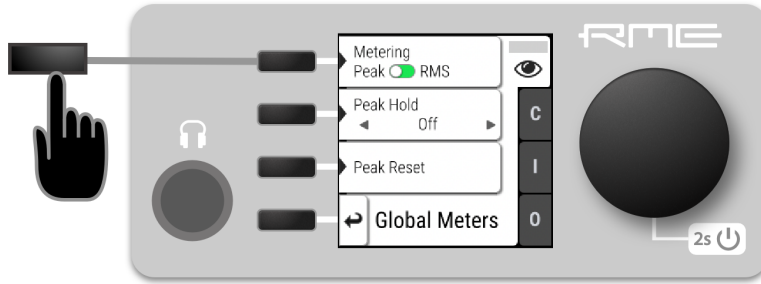 RME
Metering
Peak RMS
Peak Hold
Off
C
Peak Reset
I
Global Meters
O
2s